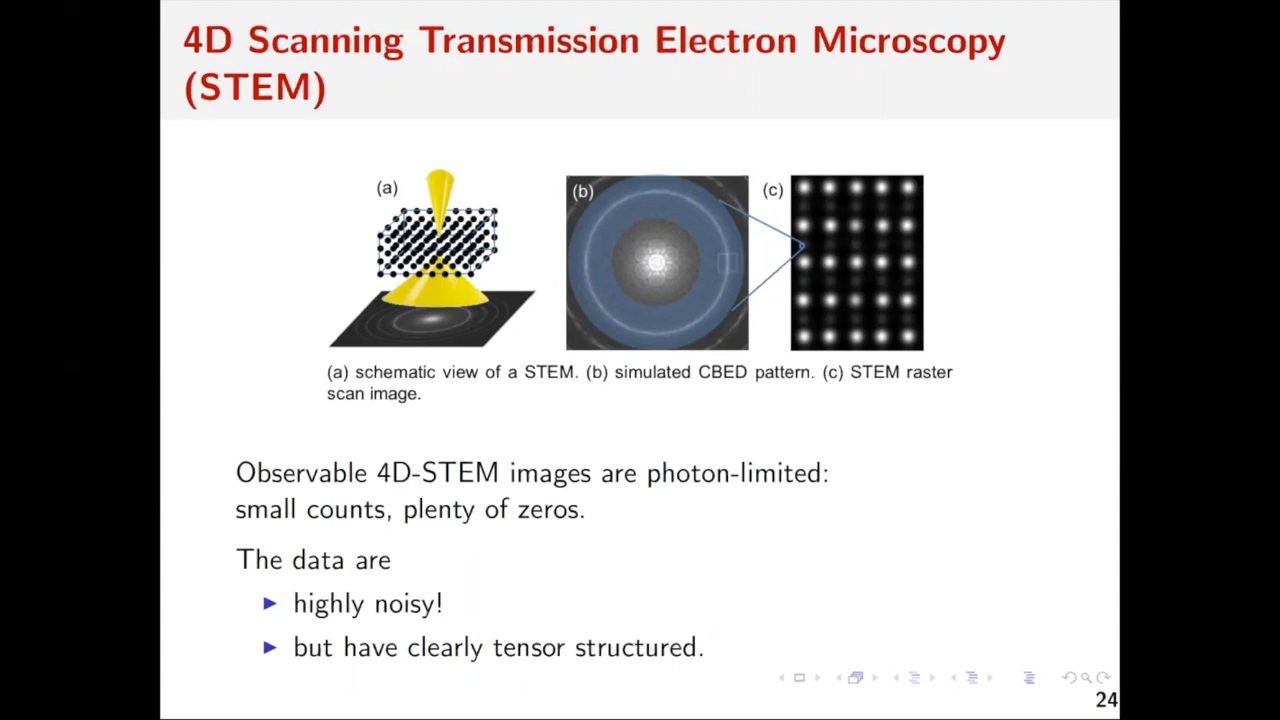 4D Scanning Transmission Electron Microscopy
(STEM)
(a)
(b)
(c)
(a) schematic view of a STEM. (b) simulated CBED pattern. (c) STEM raster
scan image.
Observable 4D-STEM images are photon-limited:
small counts, plenty of zeros.
The data are
highly noisy!
but have clearly tensor structured.
24